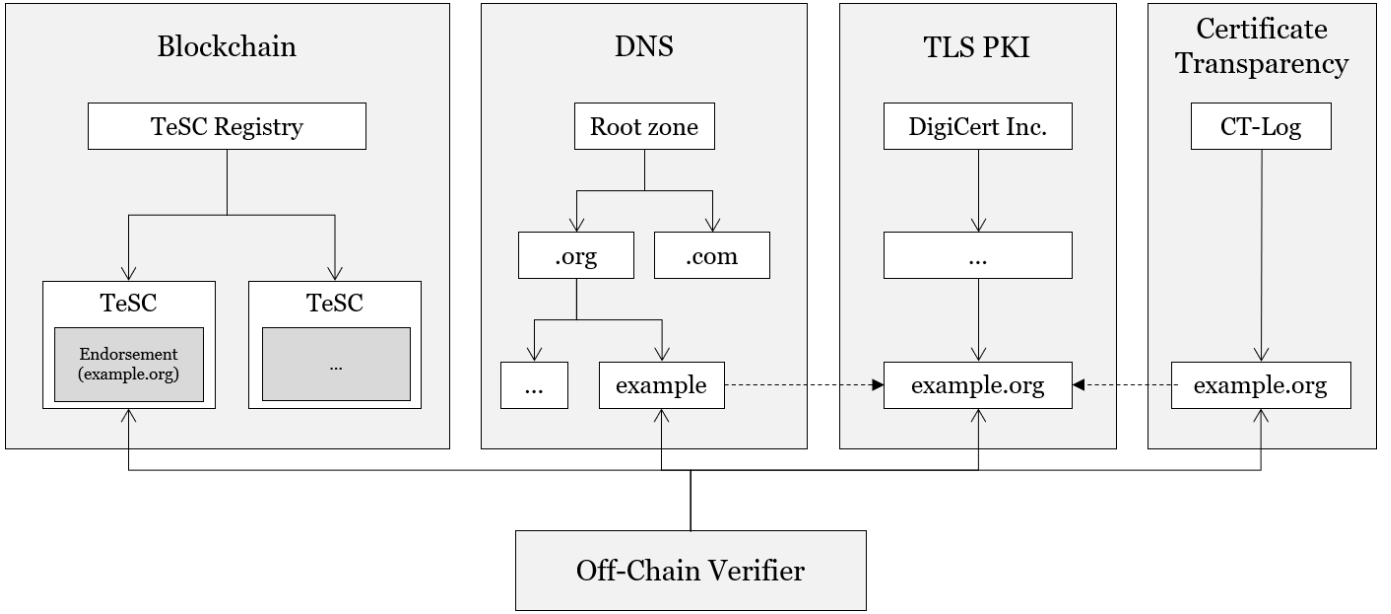 Blockchain
TeSC Registry
TeSC
Endorsement
(example.org)
TeSC
...
DNS
Root zone
.org
.com
...
example
TLS PKI
DigiCert Inc.
...
example.org
Certificate
Transparency
CT-Log
example.org
Off-Chain Verifier